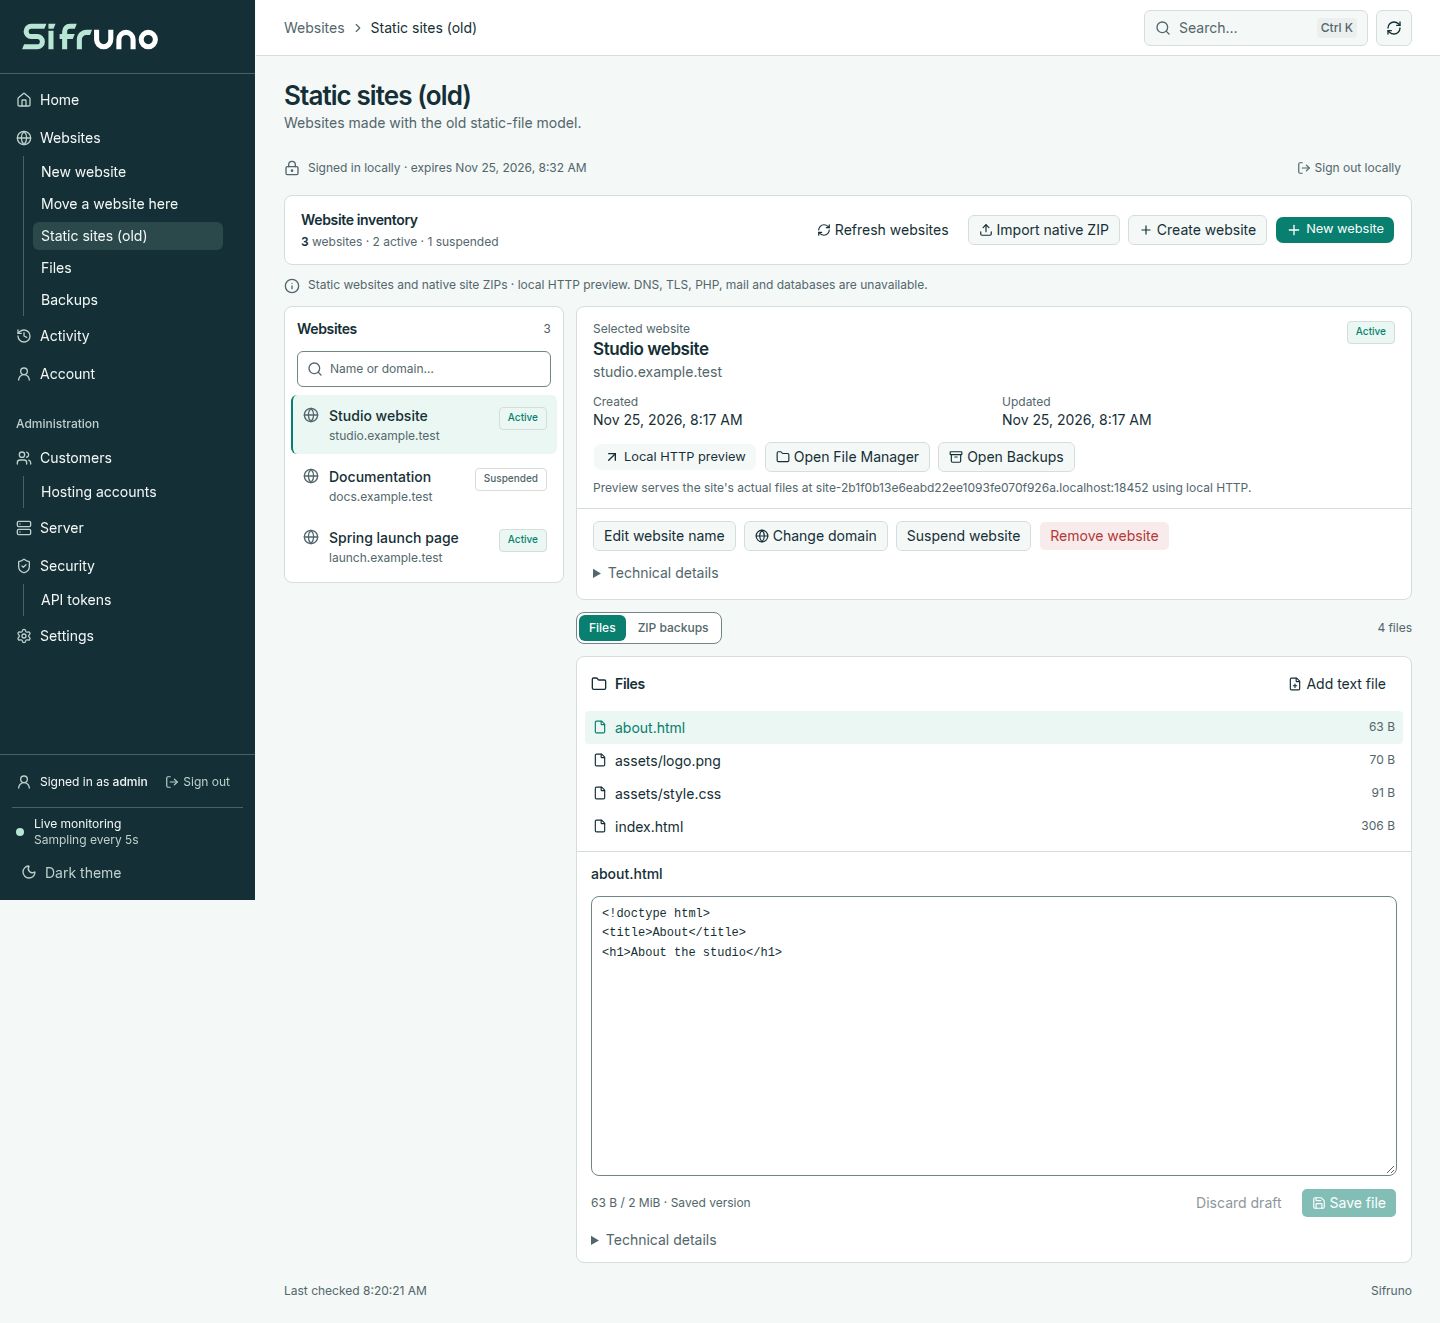 Sifruno
Home
Websites
New website
Move a website here
Static sites (old)
Files
Backups
Activity
Account
Administration
Customers
Hosting accounts
Server
Security
API tokens
Settings
Signed in as admin
Sign out
Live monitoring
Sampling every 5s
Dark theme
Websites > Static sites (old)
Search...
Ctrl K
Static sites (old)
Websites made with the old static-file model.
Signed in locally · expires Nov 25, 2026, 8:32 AM
Sign out locally
Website inventory
3 websites · 2 active · 1 suspended
Refresh websites
Import native ZIP
Create website
New website
Static websites and native site ZIPs · local HTTP preview. DNS, TLS, PHP, mail and databases are unavailable.
Websites
3
Name or domain...
Studio website
Active
studio.example.test
Documentation
Suspended
docs.example.test
Spring launch page
Active
launch.example.test
Selected website
Active
Studio website
studio.example.test
Created
Nov 25, 2026, 8:17 AM
Updated
Nov 25, 2026, 8:17 AM
Local HTTP preview
Open File Manager
Open Backups
Preview serves the site's actual files at site-2b1f0b13e6eabd22ee1093fe070f926a.localhost:18452 using local HTTP.
Edit website name
Change domain
Suspend website
Remove website
Technical details
Files
ZIP backups
4 files
Files
Add text file
about.html
63 B
assets/logo.png
70 B
assets/style.css
91 B
index.html
306 B
about.html
<!doctype html>
<title>About</title>
<h1>About the studio</h1>
63 B / 2 MiB · Saved version
Discard draft
Save file
Technical details
Last checked 8:20:21 AM
Sifruno